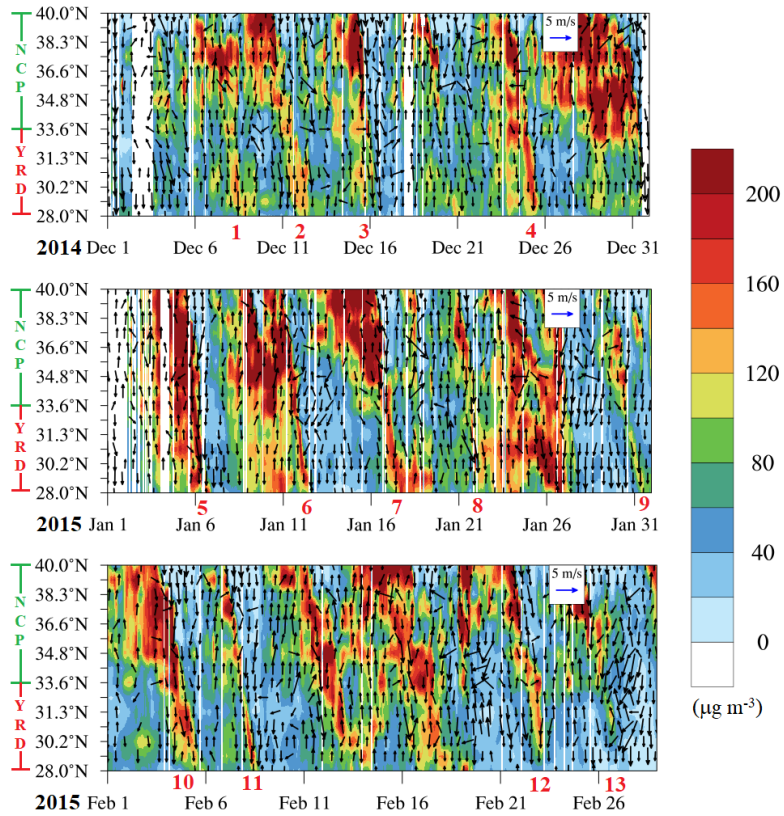 40.0°N
38.3°N
36.6°N
34.8°N
33.6°N
31.3°N
30.2°N
28.0°N
NCP
YRD
5 m/s
1 2 3 4
2014 Dec 1 Dec 6 Dec 11 Dec 16 Dec 21 Dec 26 Dec 31
40.0°N
38.3°N
36.6°N
34.8°N
33.6°N
31.3°N
30.2°N
28.0°N
NCP
YRD
5 m/s
5 6 7 8 9
2015 Jan 1 Jan 6 Jan 11 Jan 16 Jan 21 Jan 26 Jan 31
40.0°N
38.3°N
36.6°N
34.8°N
33.6°N
31.3°N
30.2°N
28.0°N
NCP
YRD
5 m/s
10 11 12 13
2015 Feb 1 Feb 6 Feb 11 Feb 16 Feb 21 Feb 26
200
160
120
80
40
0
(μg m⁻³)